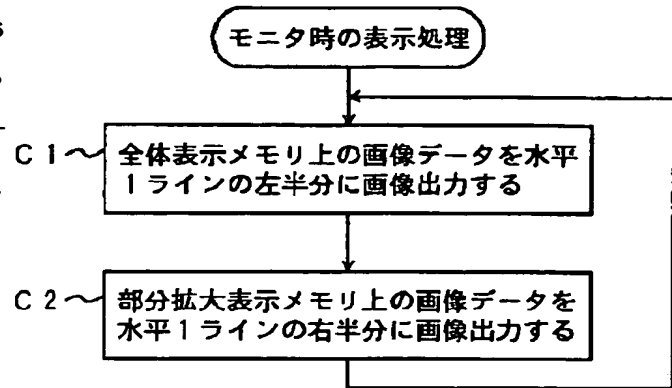 モニタ時の表示処理
C1 全体表示メモリ上の画像データを水平
1ラインの左半分に画像出力する
C2 部分拡大表示メモリ上の画像データを
水平1ラインの右半分に画像出力する